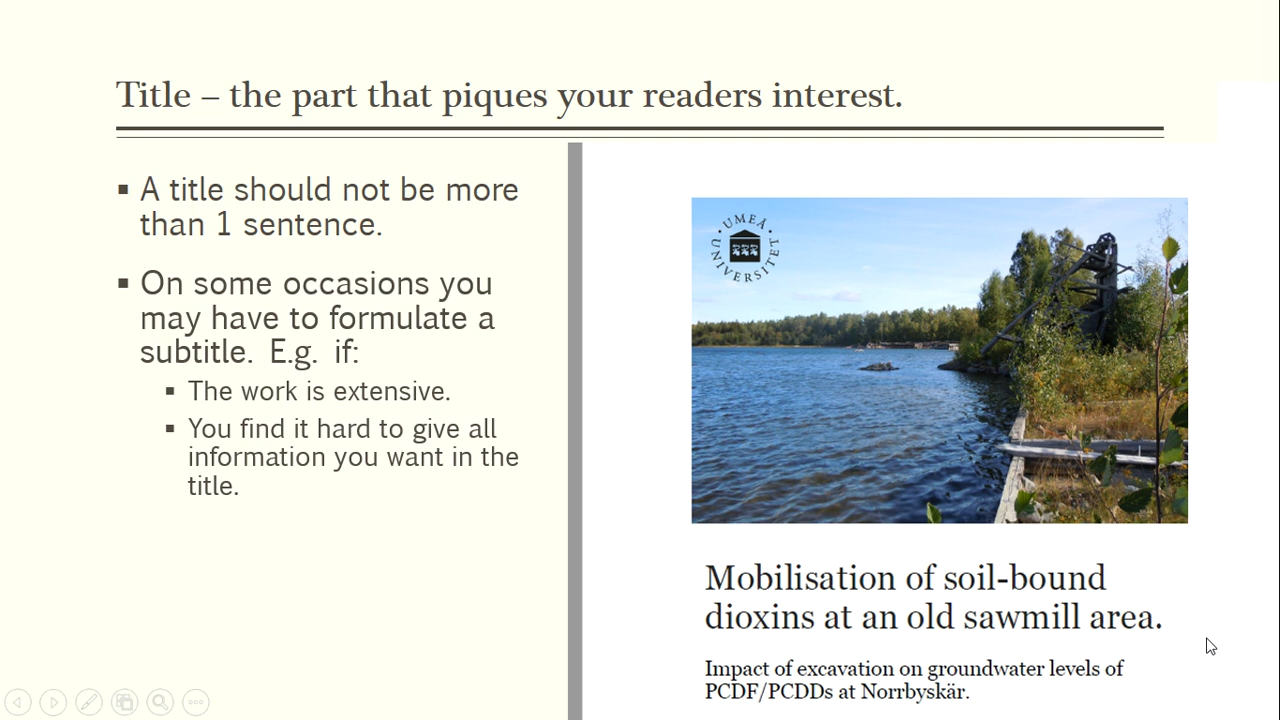 Title – the part that piques your readers interest.
▪ A title should not be more
than 1 sentence.
▪ On some occasions you
may have to formulate a
subtitle. E.g. if:
▪ The work is extensive.
▪ You find it hard to give all
information you want in the
title.
UMEÅ UNIVERSITET
Mobilisation of soil-bound
dioxins at an old sawmill area.
Impact of excavation on groundwater levels of
PCDF/PCDDs at Norrbyskär.